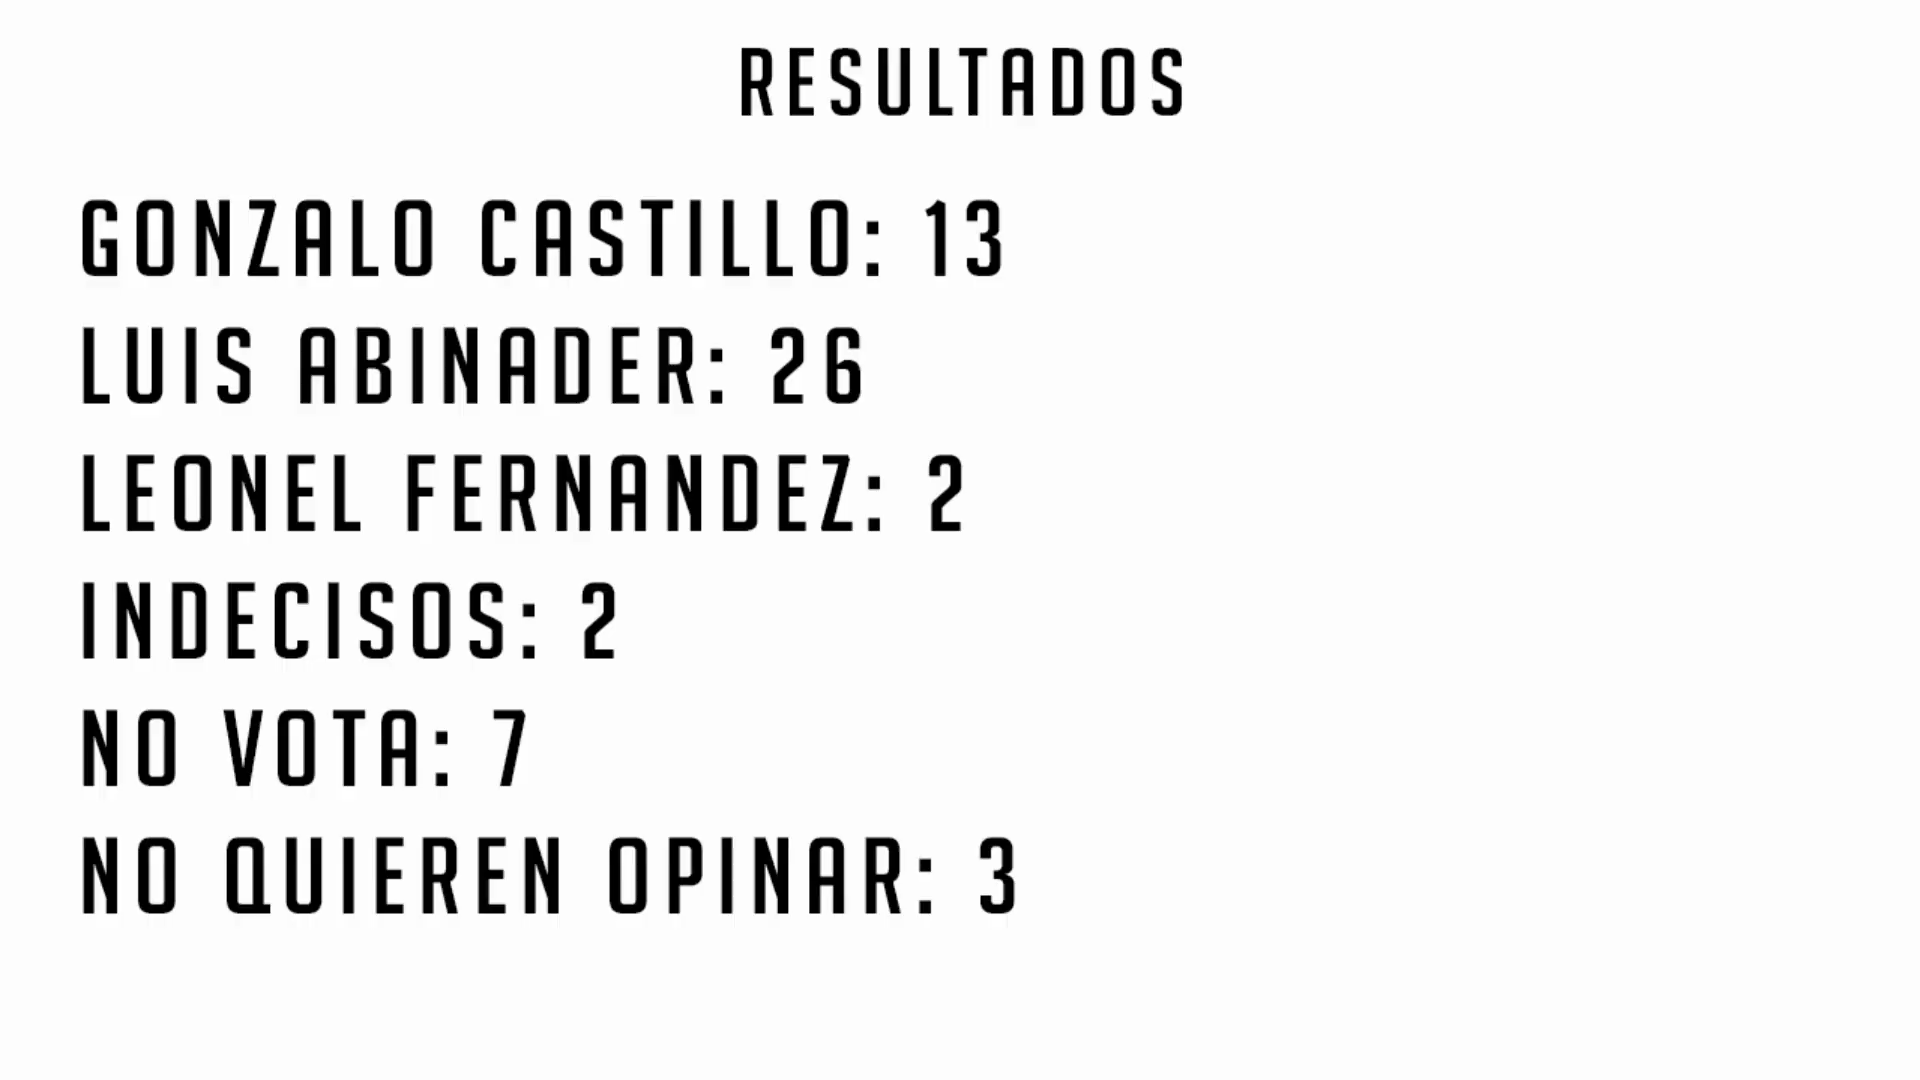 RESULTADOS
GONZALO CASTILLO: 13
LUIS ABINADER: 26
LEONEL FERNANDEZ: 2
INDECISOS: 2
NO VOTA: 7
NO QUIEREN OPINAR: 3